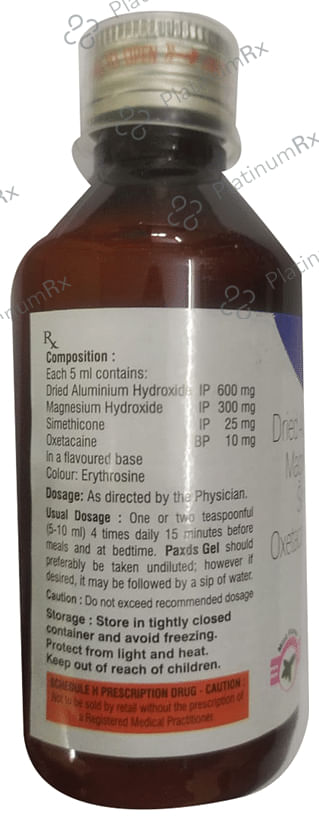 PlatinumRx
PlatinumRx
PlatinumRx
PlatinumRx
OPEN
Rx
Composition :
Each 5 ml contains:
Dried Aluminium Hydroxide IP 600 mg
Magnesium Hydroxide IP 300 mg
Simethicone IP 25 mg
Oxetacaine BP 10 mg
In a flavoured base
Colour: Erythrosine
Dosage: As directed by the Physician.
Usual Dosage : One or two teaspoonful
(5-10 ml) 4 times daily 15 minutes before
meals and at bedtime. Paxds Gel should
preferably be taken undiluted; however if
desired, it may be followed by a sip of water.
Caution : Do not exceed recommended dosage
Storage : Store in tightly closed
container and avoid freezing.
Protect from light and heat.
Keep out of reach of children.
SCHEDULE H PRESCRIPTION DRUG - CAUTION :
Not to be sold by retail without the prescription of
a Registered Medical Practitioner.
Dried
Mag
S
Oxetac